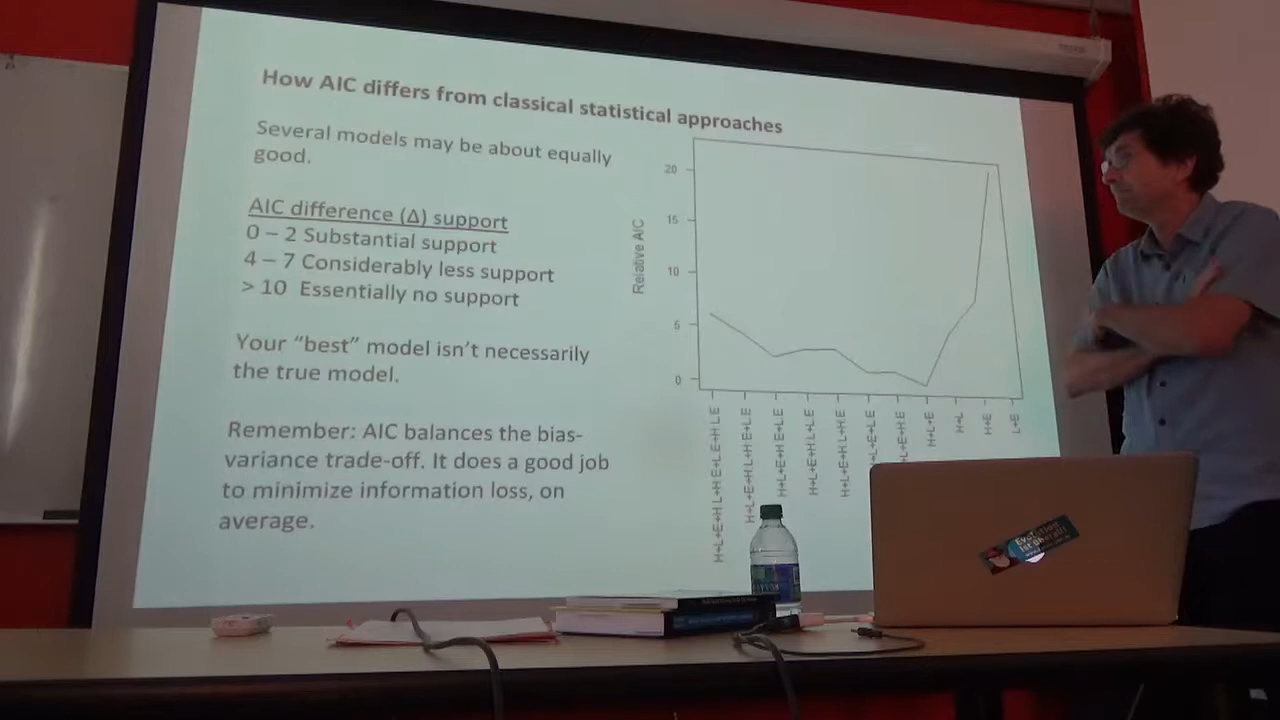 How AIC differs from classical statistical approaches
Several models may be about equally
good.
AIC difference (Δ) support
0 – 2 Substantial support
4 – 7 Considerably less support
> 10 Essentially no support
Your “best” model isn’t necessarily
the true model.
Remember: AIC balances the bias-
variance trade-off. It does a good job
to minimize information loss, on
average.
Relative AIC
20
15
10
5
0
H+L+E+H.L+H.E+L.E+H.L.E
H+L+E+H.L+H.E+L.E
H+L+E+H.E+L.E
H+L+E+H.L+L.E
H+L+E+H.L+H.E
L+E+L.E
L+E+H.E
H+L+E
H+L
H+E
L+E
Evolution
ist überall!